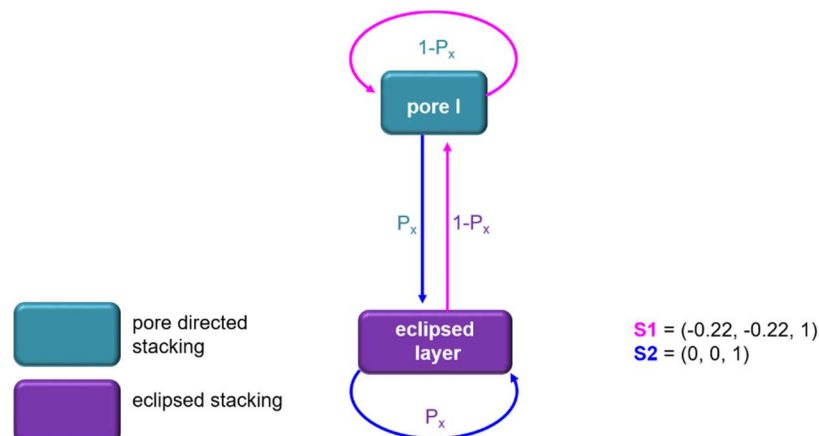 1-Pₓ
pore I
Pₓ 1-Pₓ
eclipsed
layer
Pₓ
pore directed
stacking
eclipsed stacking
S1 = (-0.22, -0.22, 1)
S2 = (0, 0, 1)